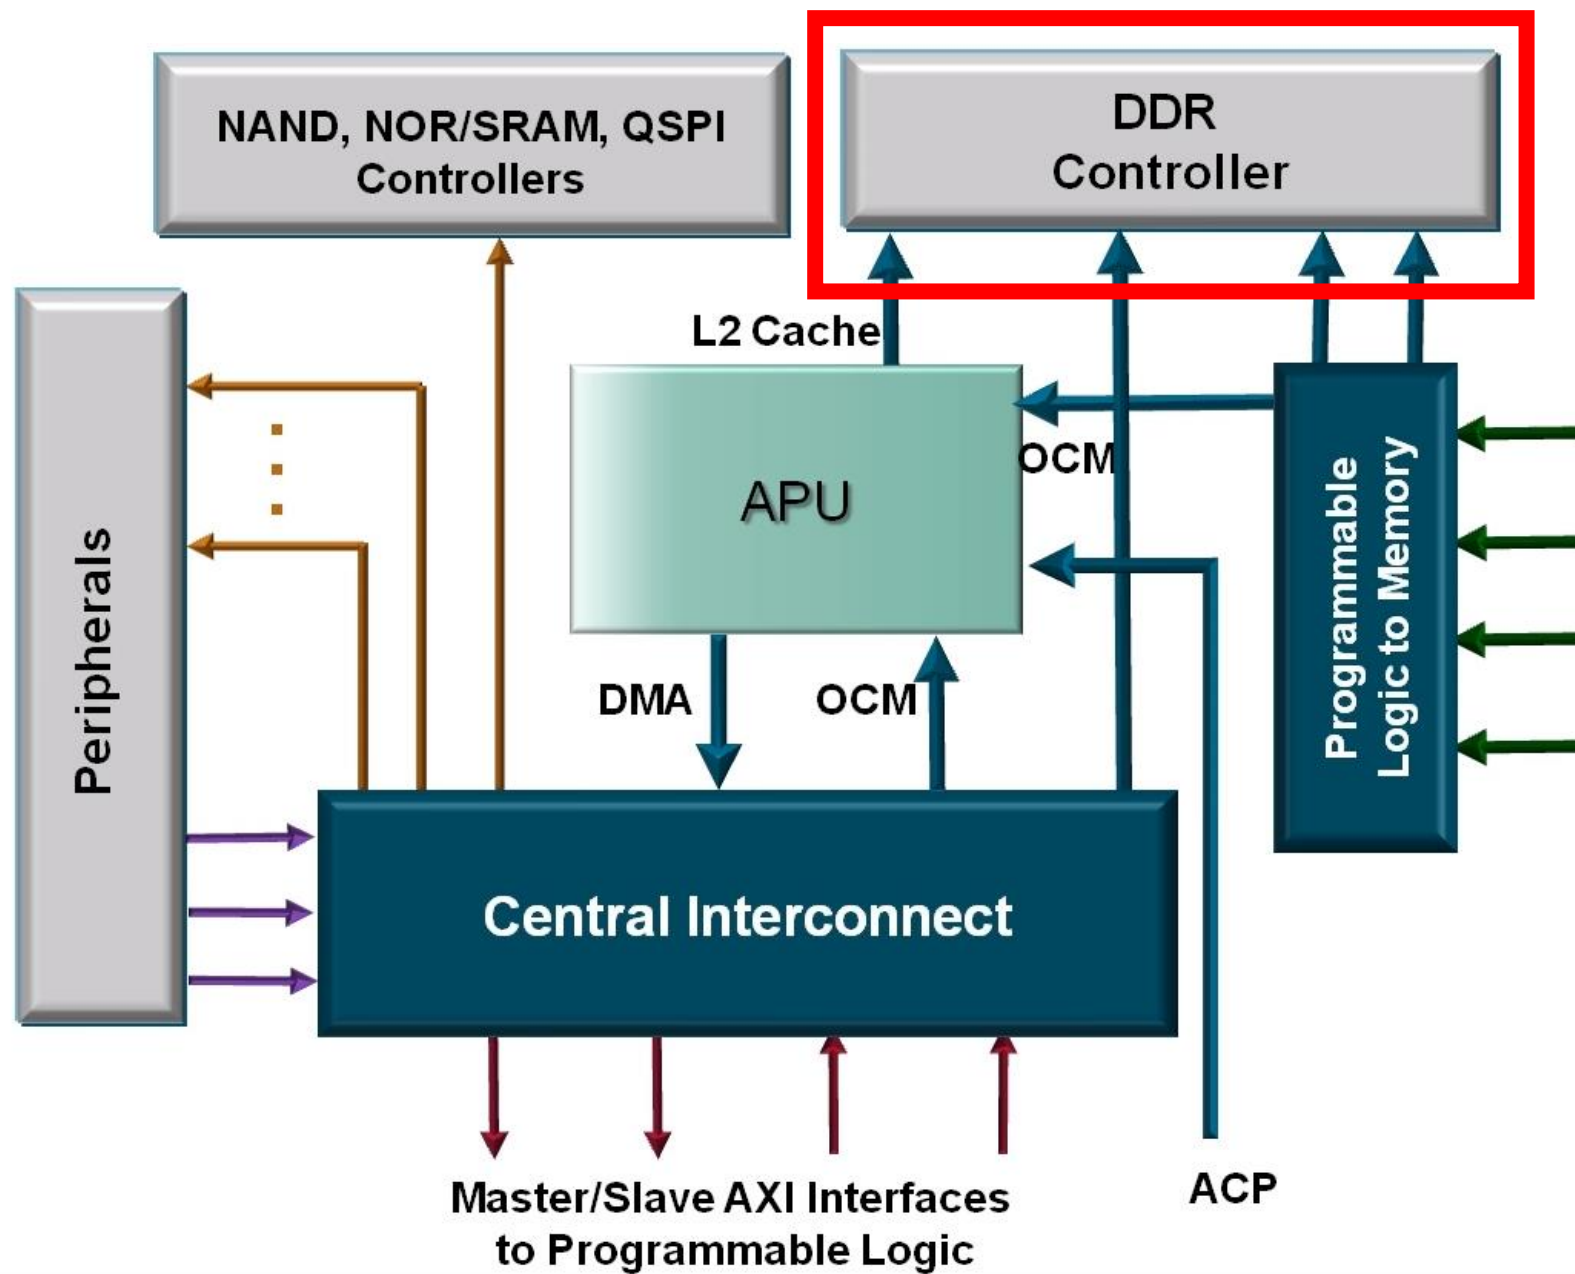 NAND, NOR/SRAM, QSPI
Controllers
DDR
Controller
L2 Cache
OCM
APU
Programmable
Logic to Memory
Peripherals
DMA
OCM
Central Interconnect
Master/Slave AXI Interfaces
to Programmable Logic
ACP